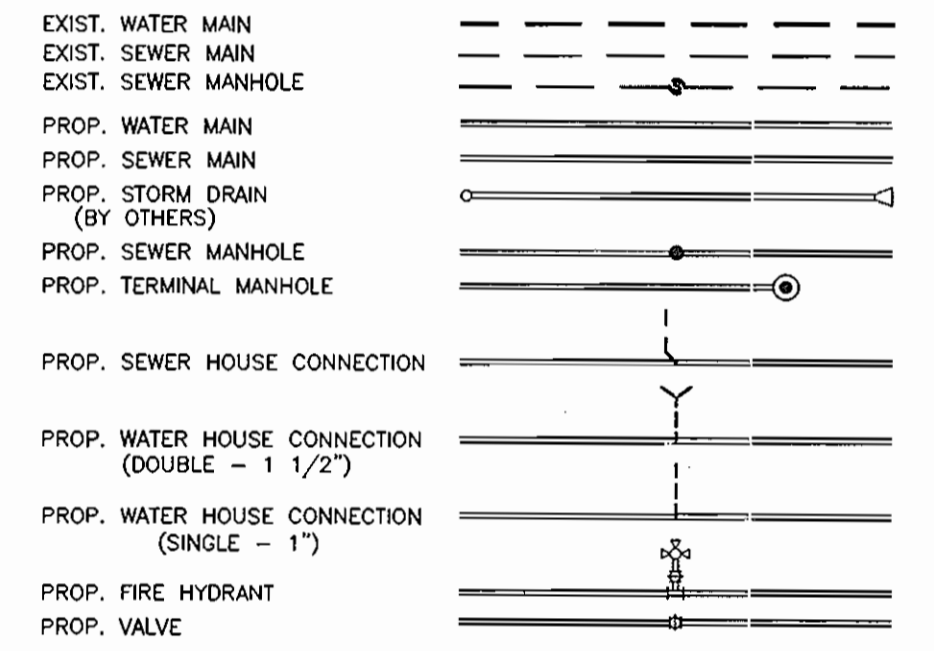 EXIST. WATER MAIN
EXIST. SEWER MAIN
EXIST. SEWER MANHOLE
PROP. WATER MAIN
PROP. SEWER MAIN
PROP. STORM DRAIN
(BY OTHERS)
PROP. SEWER MANHOLE
PROP. TERMINAL MANHOLE
PROP. SEWER HOUSE CONNECTION
PROP. WATER HOUSE CONNECTION
(DOUBLE – 1 1/2")
PROP. WATER HOUSE CONNECTION
(SINGLE – 1")
PROP. FIRE HYDRANT
PROP. VALVE